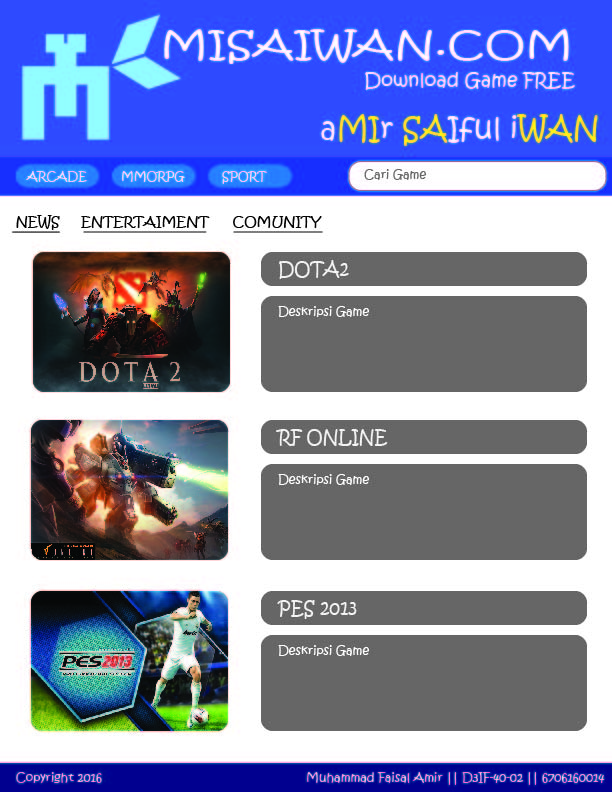 MISAIWAN.COM
Download Game FREE
aMIr SAIful iWAN
ARCADE MMORPG SPORT Cari Game
NEWS ENTERTAIMENT COMUNITY
DOTA2
Deskripsi Game
DOTA 2
RF ONLINE
Deskripsi Game
PES 2013
Deskripsi Game
PES2013
Copyright 2016 Muhammad Faisal Amir || D3IF-40-02 || 6706160014